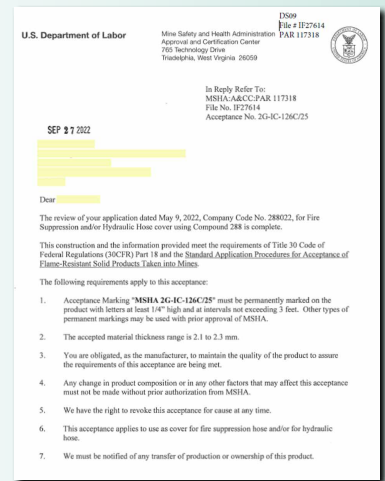 DS09
File # IF27614
PAR 117318
U.S. Department of Labor
Mine Safety and Health Administration
Approval and Certification Center
765 Technology Drive
Triadelphia, West Virginia 26059
In Reply Refer To:
MSHA:A&CC:PAR 117318
File No. IF27614
Acceptance No. 2G-IC-126C/25
SEP 27 2022
Dear
The review of your application dated May 9, 2022, Company Code No. 288022, for Fire
Suppression and/or Hydraulic Hose cover using Compound 288 is complete.
This construction and the information provided meet the requirements of Title 30 Code of
Federal Regulations (30CFR) Part 18 and the Standard Application Procedures for Acceptance of
Flame-Resistant Solid Products Taken into Mines.
The following requirements apply to this acceptance:
1. Acceptance Marking "MSHA 2G-IC-126C/25" must be permanently marked on the
product with letters at least 1/4" high and at intervals not exceeding 3 feet. Other types of
permanent markings may be used with prior approval of MSHA.
2. The accepted material thickness range is 2.1 to 2.3 mm.
3. You are obligated, as the manufacturer, to maintain the quality of the product to assure
the requirements of this acceptance are being met.
4. Any change in product composition or in any other factors that may affect this acceptance
must not be made without prior authorization from MSHA.
5. We have the right to revoke this acceptance for cause at any time.
6. This acceptance applies to use as cover for fire suppression hose and/or for hydraulic
hose.
7. We must be notified of any transfer of production or ownership of this product.